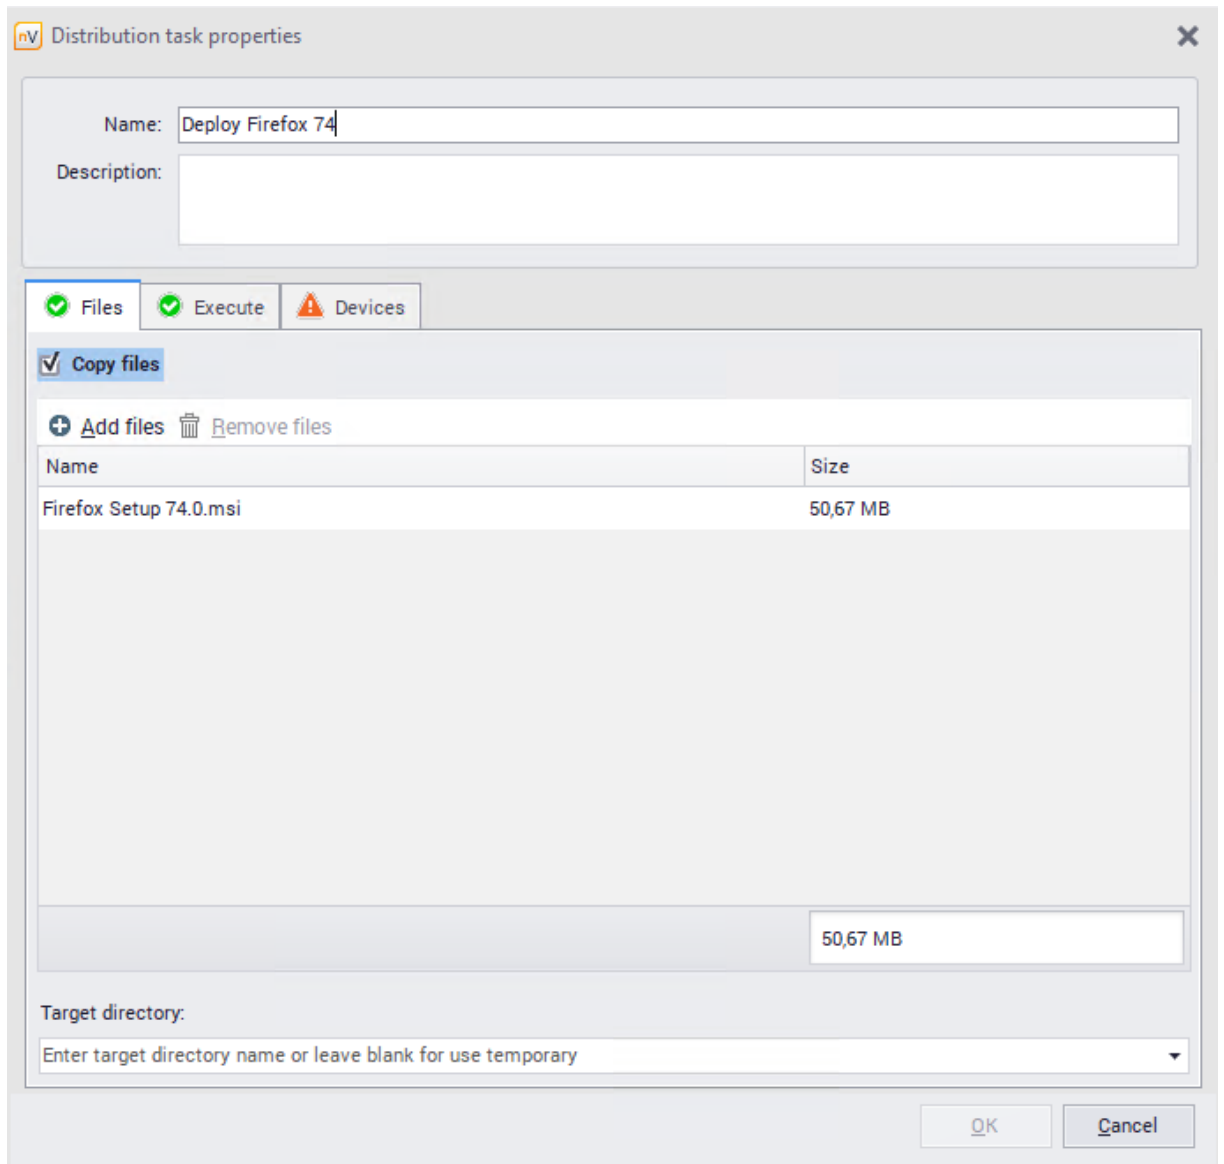 nV Distribution task properties
Name: Deploy Firefox 74
Description:
Files Execute Devices
Copy files
Add files Remove files
Name Size
Firefox Setup 74.0.msi 50,67 MB
50,67 MB
Target directory:
Enter target directory name or leave blank for use temporary
OK Cancel